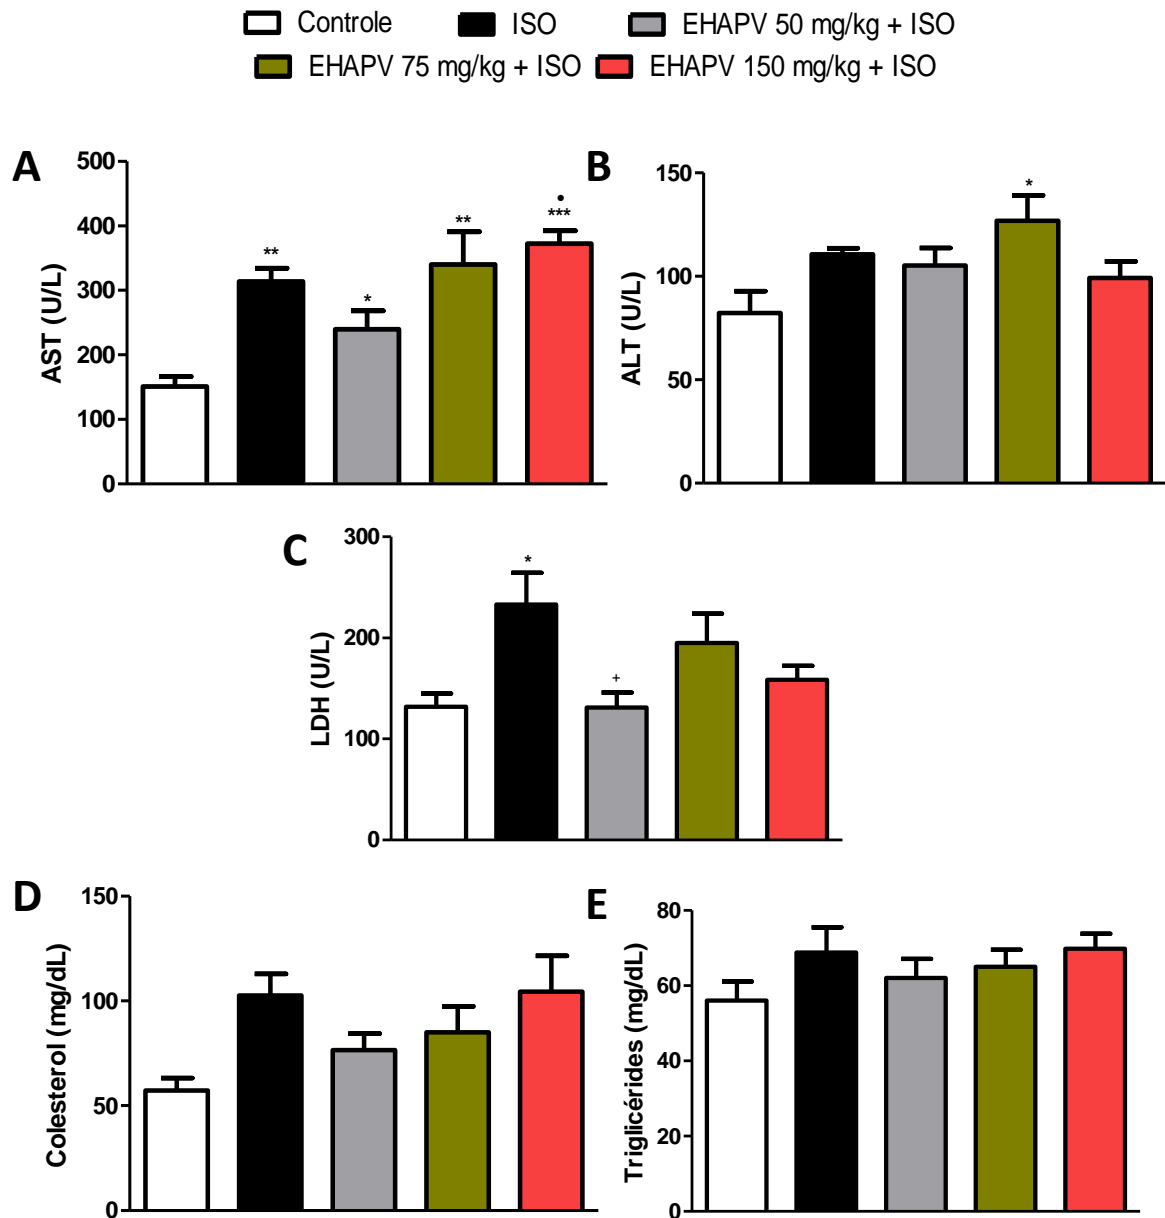 Controle ISO EHAPV 50 mg/kg + ISO
EHAPV 75 mg/kg + ISO EHAPV 150 mg/kg + ISO
A
AST (U/L)
500
400
300
200
100
0
**
*
**
•
***
B
ALT (U/L)
150
100
50
0
*
C
LDH (U/L)
300
200
100
0
*
+
D
Colesterol (mg/dL)
150
100
50
0
E
Triglicérides (mg/dL)
80
60
40
20
0